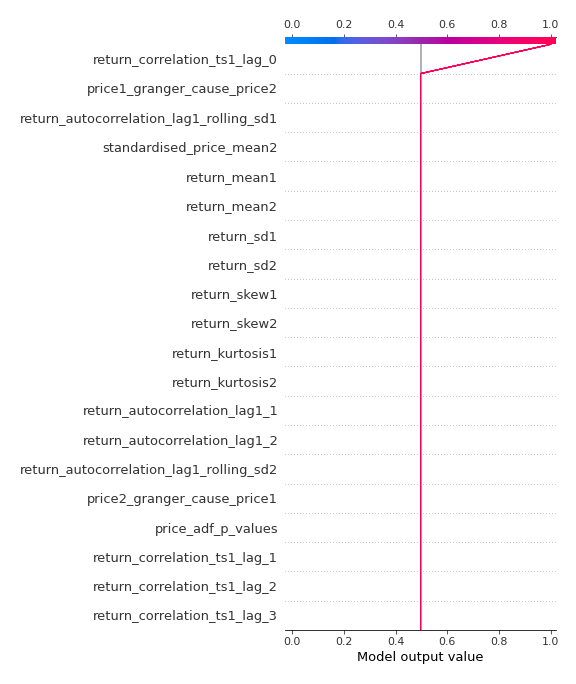 0.0 0.2 0.4 0.6 0.8 1.0
return_correlation_ts1_lag_0
price1_granger_cause_price2
return_autocorrelation_lag1_rolling_sd1
standardised_price_mean2
return_mean1
return_mean2
return_sd1
return_sd2
return_skew1
return_skew2
return_kurtosis1
return_kurtosis2
return_autocorrelation_lag1_1
return_autocorrelation_lag1_2
return_autocorrelation_lag1_rolling_sd2
price2_granger_cause_price1
price_adf_p_values
return_correlation_ts1_lag_1
return_correlation_ts1_lag_2
return_correlation_ts1_lag_3
0.0 0.2 0.4 0.6 0.8 1.0
Model output value